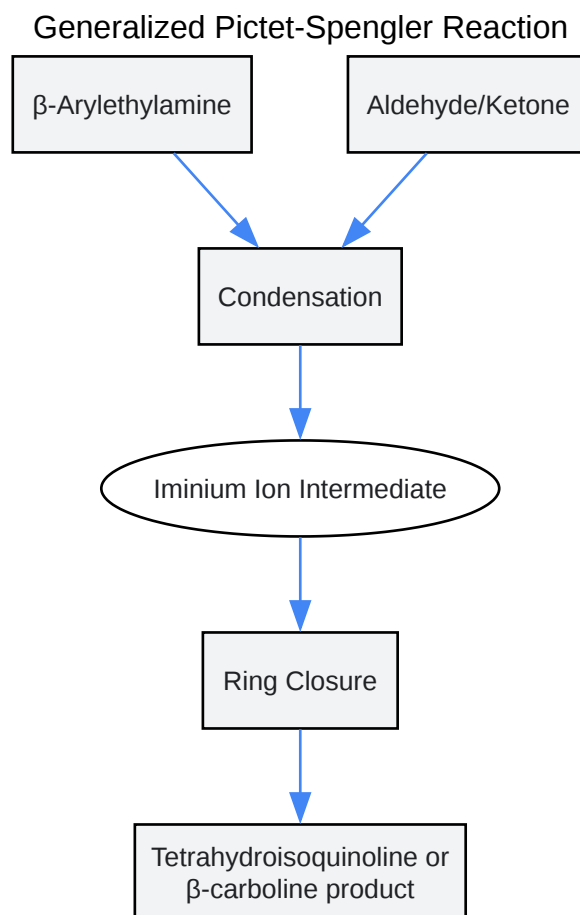 Generalized Pictet-Spengler Reaction
β-Arylethylamine
Aldehyde/Ketone
Condensation
Iminium Ion Intermediate
Ring Closure
Tetrahydroisoquinoline or
β-carboline product